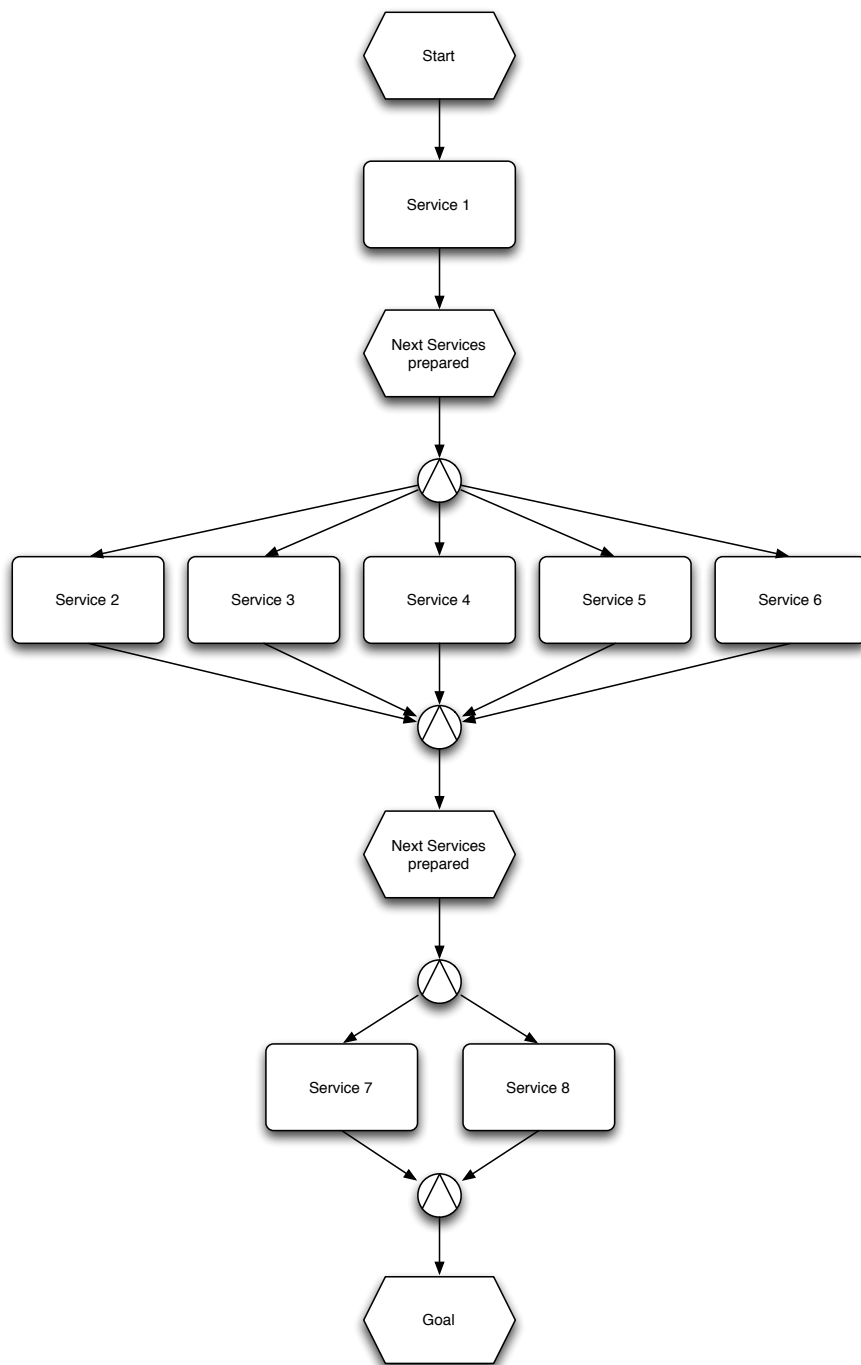 Start
Service 1
Next Services
prepared
Service 2
Service 3
Service 4
Service 5
Service 6
Next Services
prepared
Service 7
Service 8
Goal